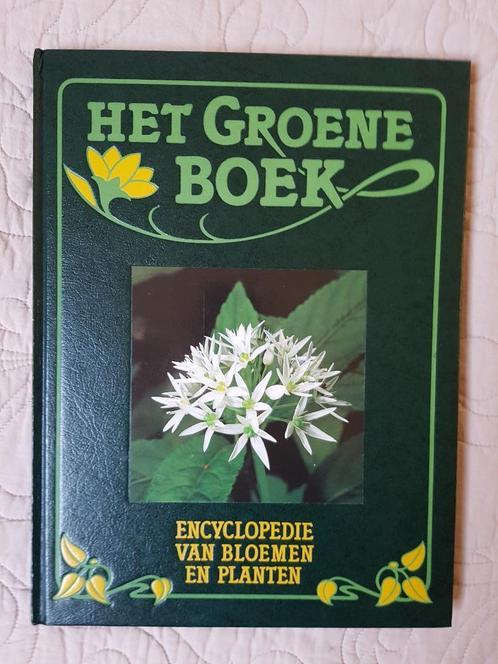 HET GROENE
BOEK
ENCYCLOPEDIE
VAN BLOEMEN
EN PLANTEN